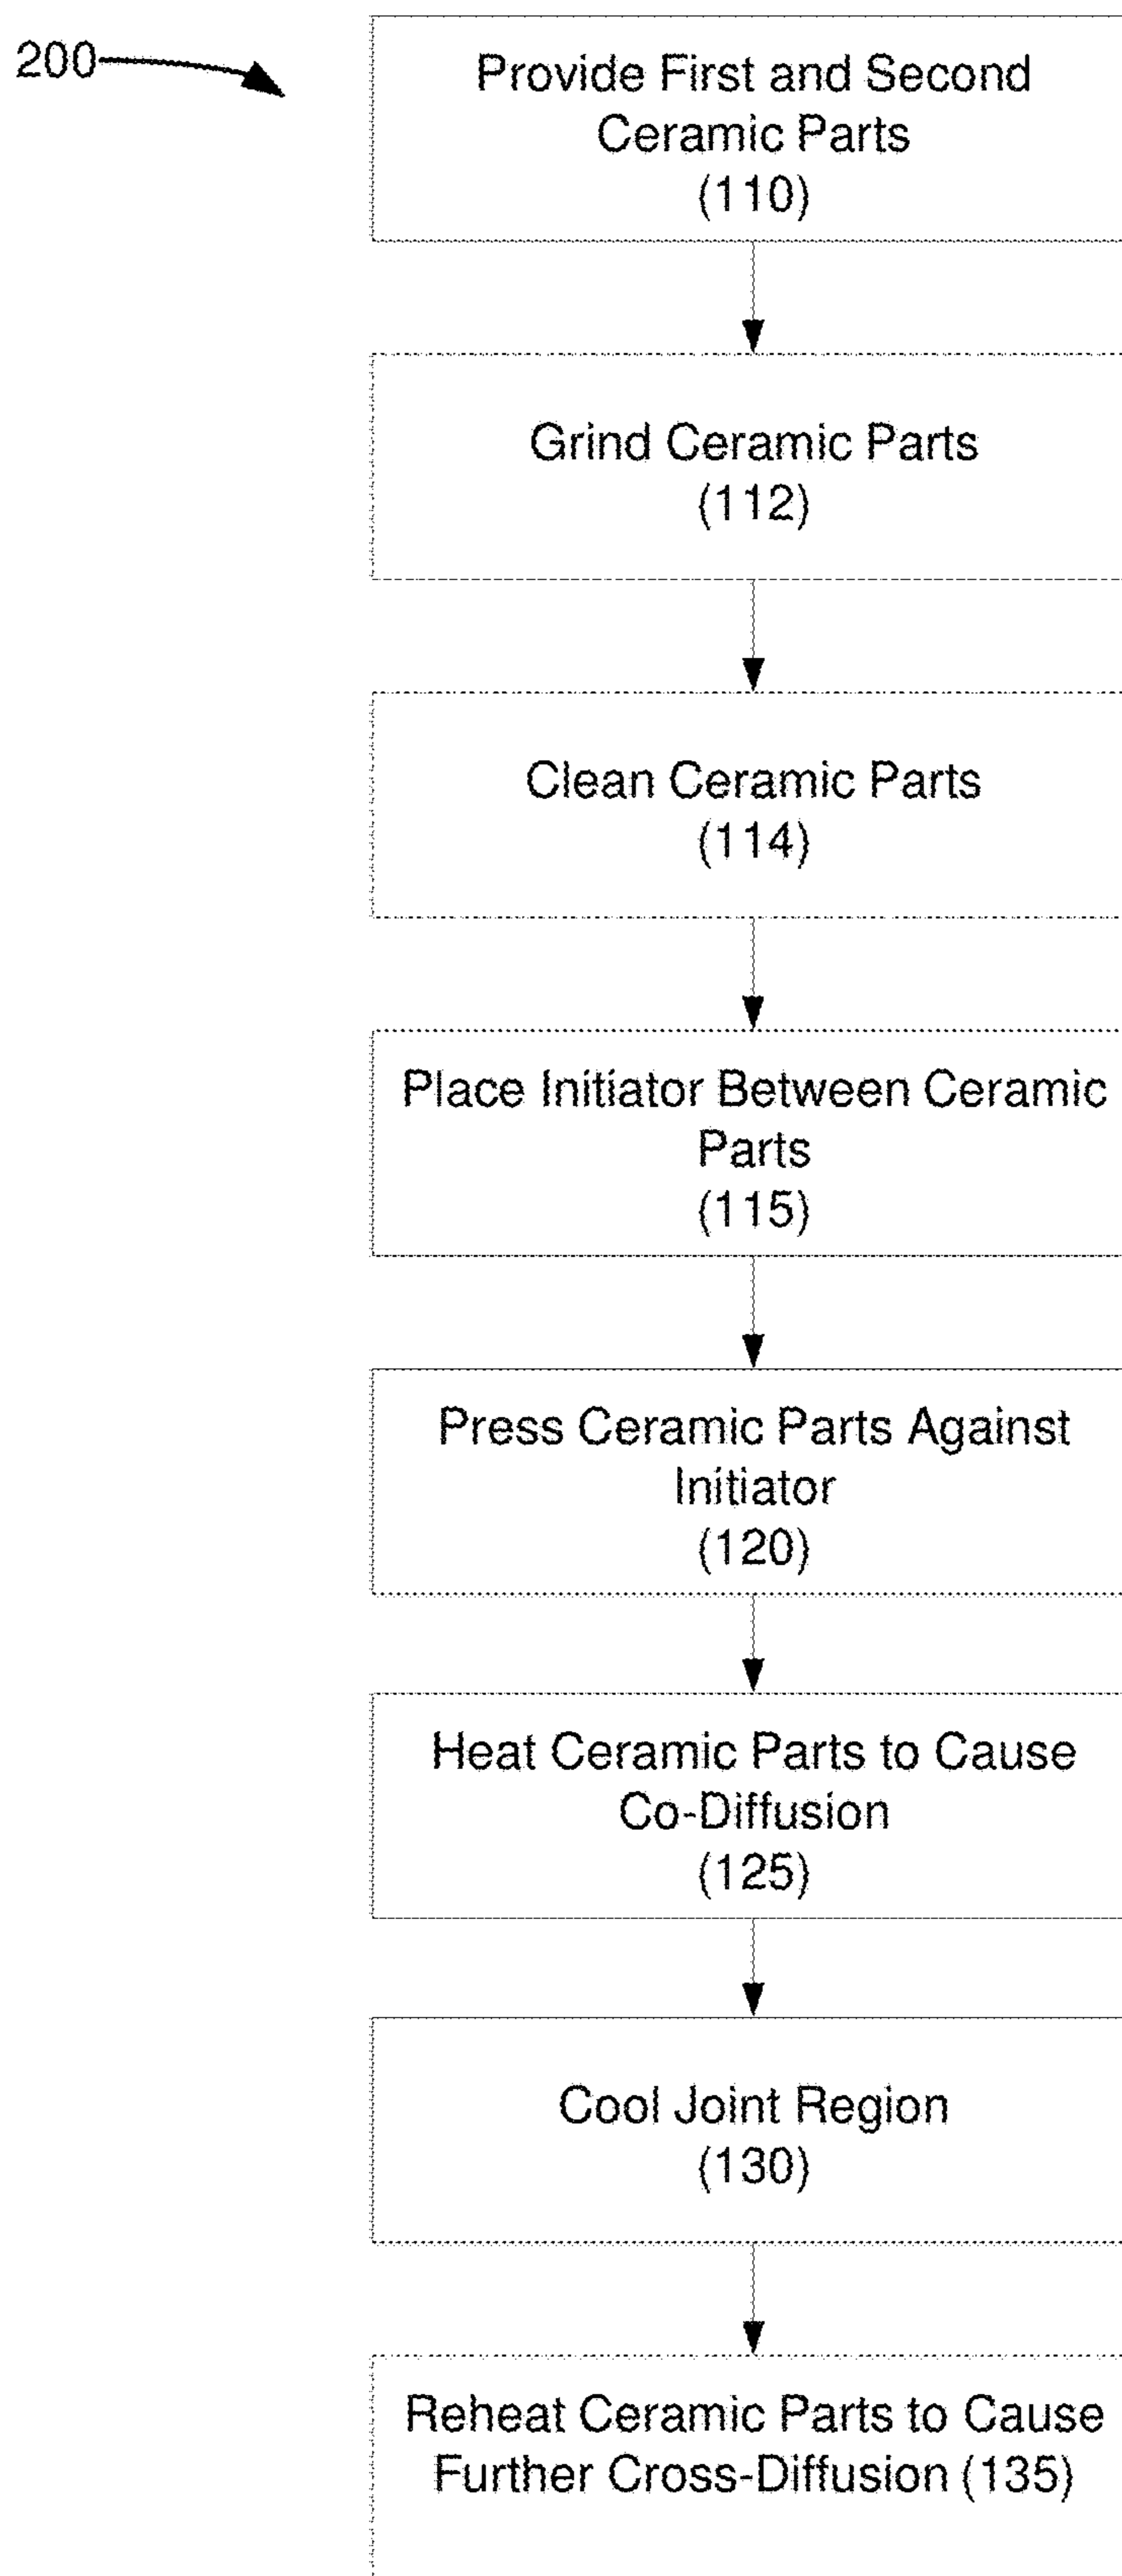 200
Provide First and Second
Ceramic Parts
(110)
Grind Ceramic Parts
(112)
Clean Ceramic Parts
(114)
Place Initiator Between Ceramic
Parts
(115)
Press Ceramic Parts Against
Initiator
(120)
Heat Ceramic Parts to Cause
Co-Diffusion
(125)
Cool Joint Region
(130)
Reheat Ceramic Parts to Cause
Further Cross-Diffusion (135)